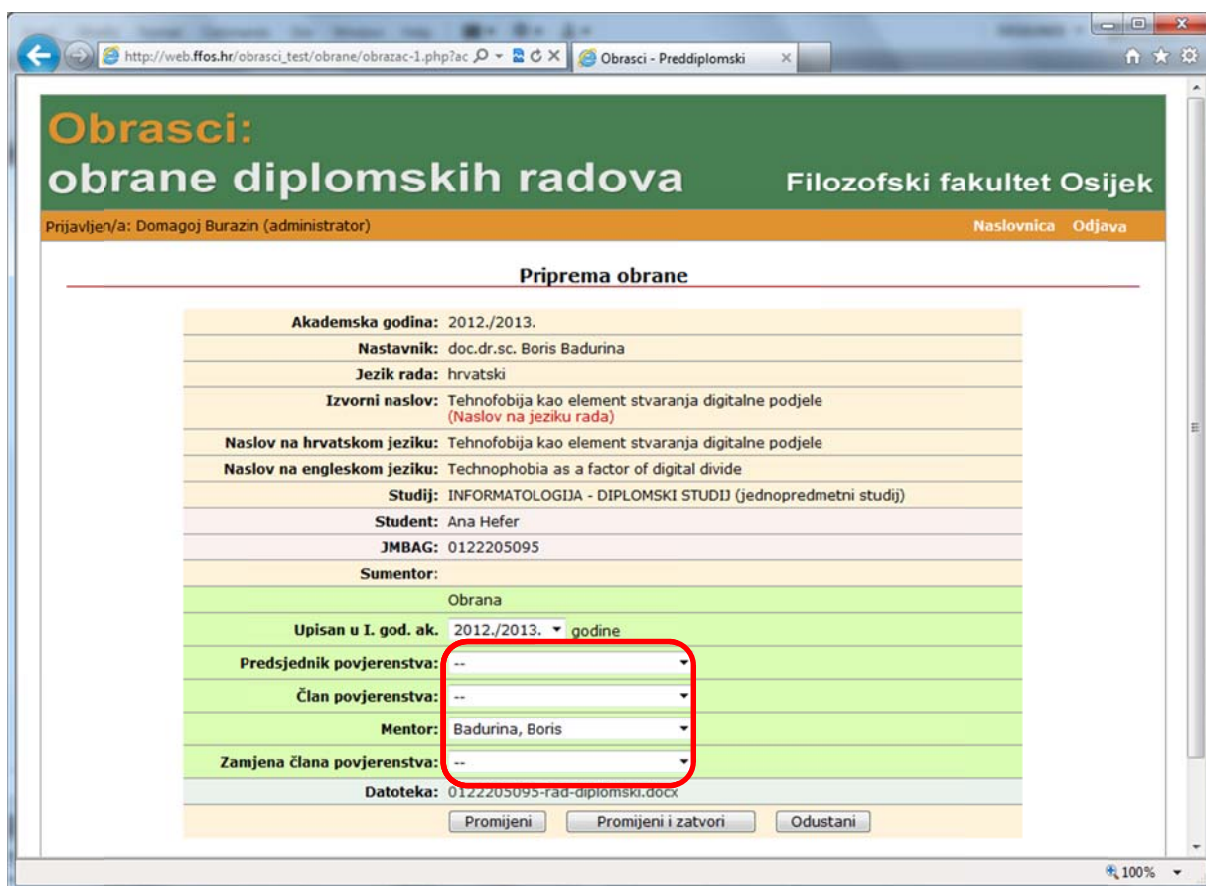 http://web.ffos.hr/obrasci_test/obrane/obrazac-1.php?ac
Obrasci - Preddiplomski
Obrasci:
obrane diplomskih radova
Filozofski fakultet Osijek
Prijavljen/a: Domagoj Burazin (administrator)
Naslovnica Odjava
Priprema obrane
Akademska godina: 2012./2013.
Nastavnik: doc.dr.sc. Boris Badurina
Jezik rada: hrvatski
Izvorni naslov: Tehnofobija kao element stvaranja digitalne podjele
(Naslov na jeziku rada)
Naslov na hrvatskom jeziku: Tehnofobija kao element stvaranja digitalne podjele
Naslov na engleskom jeziku: Technophobia as a factor of digital divide
Studij: INFORMATOLOGIJA - DIPLOMSKI STUDIJ (jednopredmetni studij)
Student: Ana Hefer
JMBAG: 0122205095
Sumentor:
Obrana
Upisan u I. god. ak. 2012./2013. godine
Predsjednik povjerenstva: --
Član povjerenstva: --
Mentor: Badurina, Boris
Zamjena člana povjerenstva: --
Datoteka: 0122205095-rad-diplomski.docx
Promijeni Promijeni i zatvori Odustani
100%